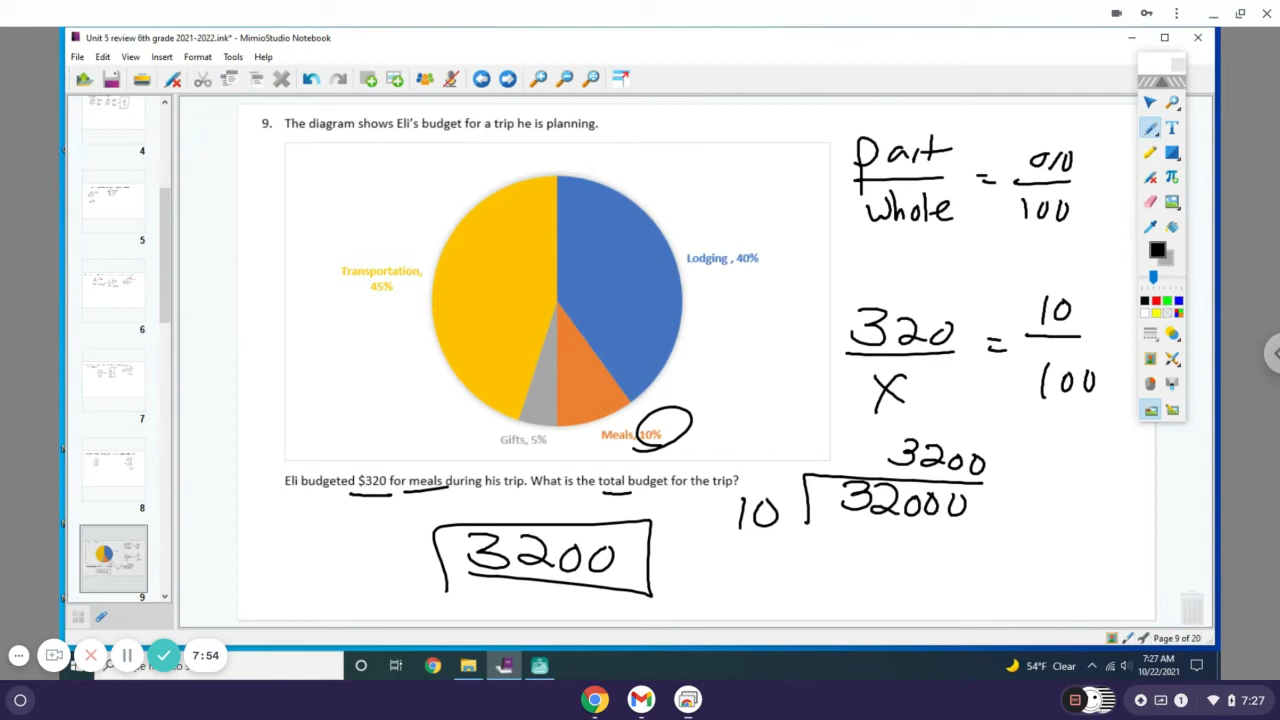 Unit 5 review 6th grade 2021-2022.ink* - MimioStudio Notebook
File Edit View Insert Format Tools Help
4
5
6
7
8
9
9. The diagram shows Eli's budget for a trip he is planning.
Transportation,
45%
Lodging , 40%
Gifts, 5%
Meals, 10%
Eli budgeted $320 for meals during his trip. What is the total budget for the trip?
3200
part = %
whole 100
320 = 10
X 100
3200
10 32000
Page 9 of 20
7:54
54°F Clear
7:27 AM
10/22/2021
1
7:27